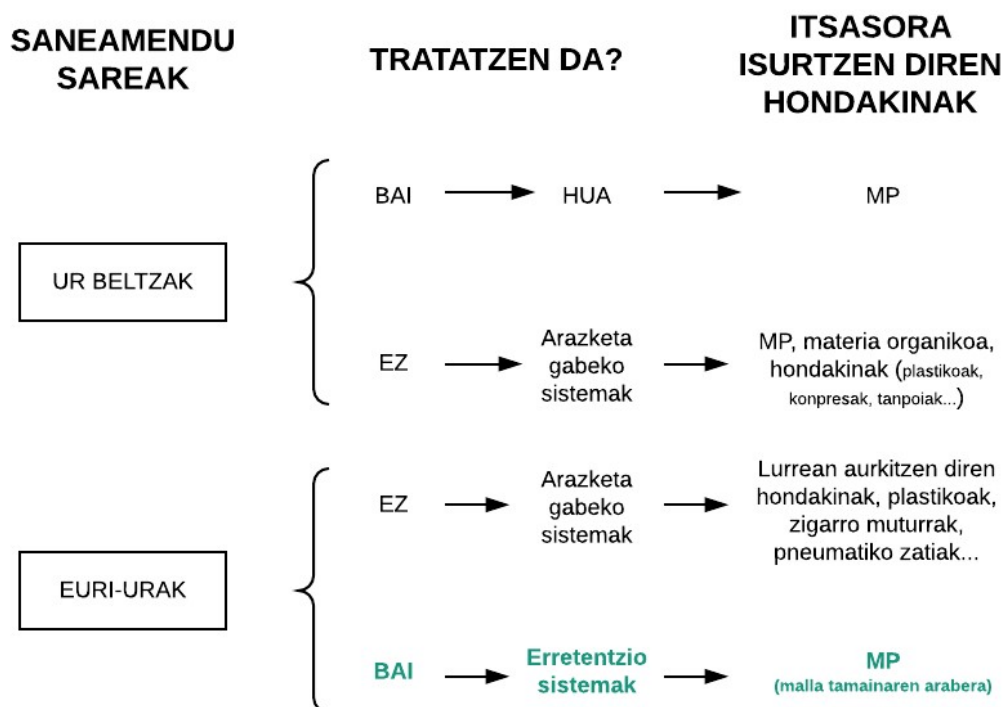 SANEAMENDU
SAREAK
TRATATZEN DA?
ITSASORA
ISURTZEN DIREN
HONDAKINAK
UR BELTZAK
BAI
HUA
MP
EZ
Arazketa
gabeko
sistemak
MP, materia organikoa,
hondakinak (plastikoak,
konpresak, tanpoiak...)
EURI-URAK
EZ
Arazketa
gabeko
sistemak
Lurrean aurkitzen diren
hondakinak, plastikoak,
zigarro muturrak,
pneumatiko zatiak...
BAI
Erretentzio
sistemak
MP
(malla tamainaren arabera)